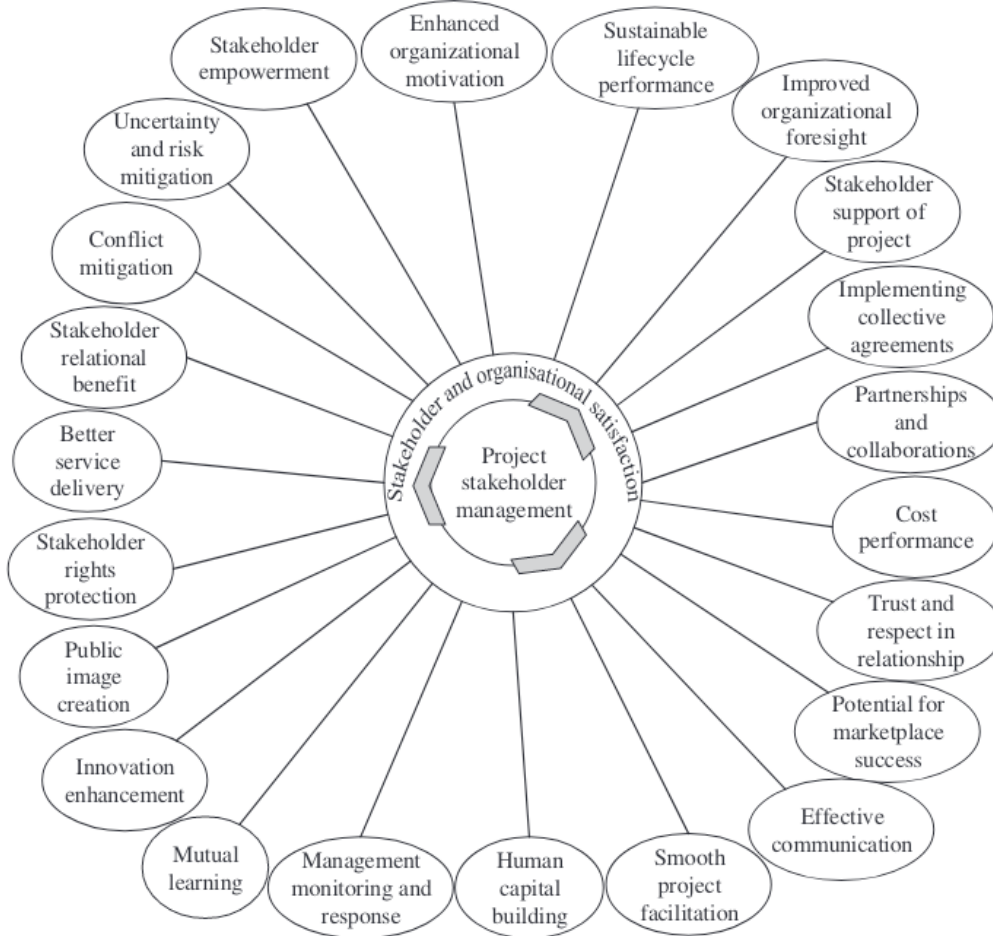 Enhanced
organizational
motivation
Sustainable
lifecycle
performance
Improved
organizational
foresight
Stakeholder
support of
project
Implementing
collective
agreements
Partnerships
and
collaborations
Cost
performance
Trust and
respect in
relationship
Potential for
marketplace
success
Effective
communication
Smooth
project
facilitation
Human
capital
building
Management
monitoring and
response
Mutual
learning
Innovation
enhancement
Public
image
creation
Stakeholder
rights
protection
Better
service
delivery
Stakeholder
relational
benefit
Conflict
mitigation
Uncertainty
and risk
mitigation
Stakeholder
empowerment
Stakeholder and organisational satisfaction
Project
stakeholder
management